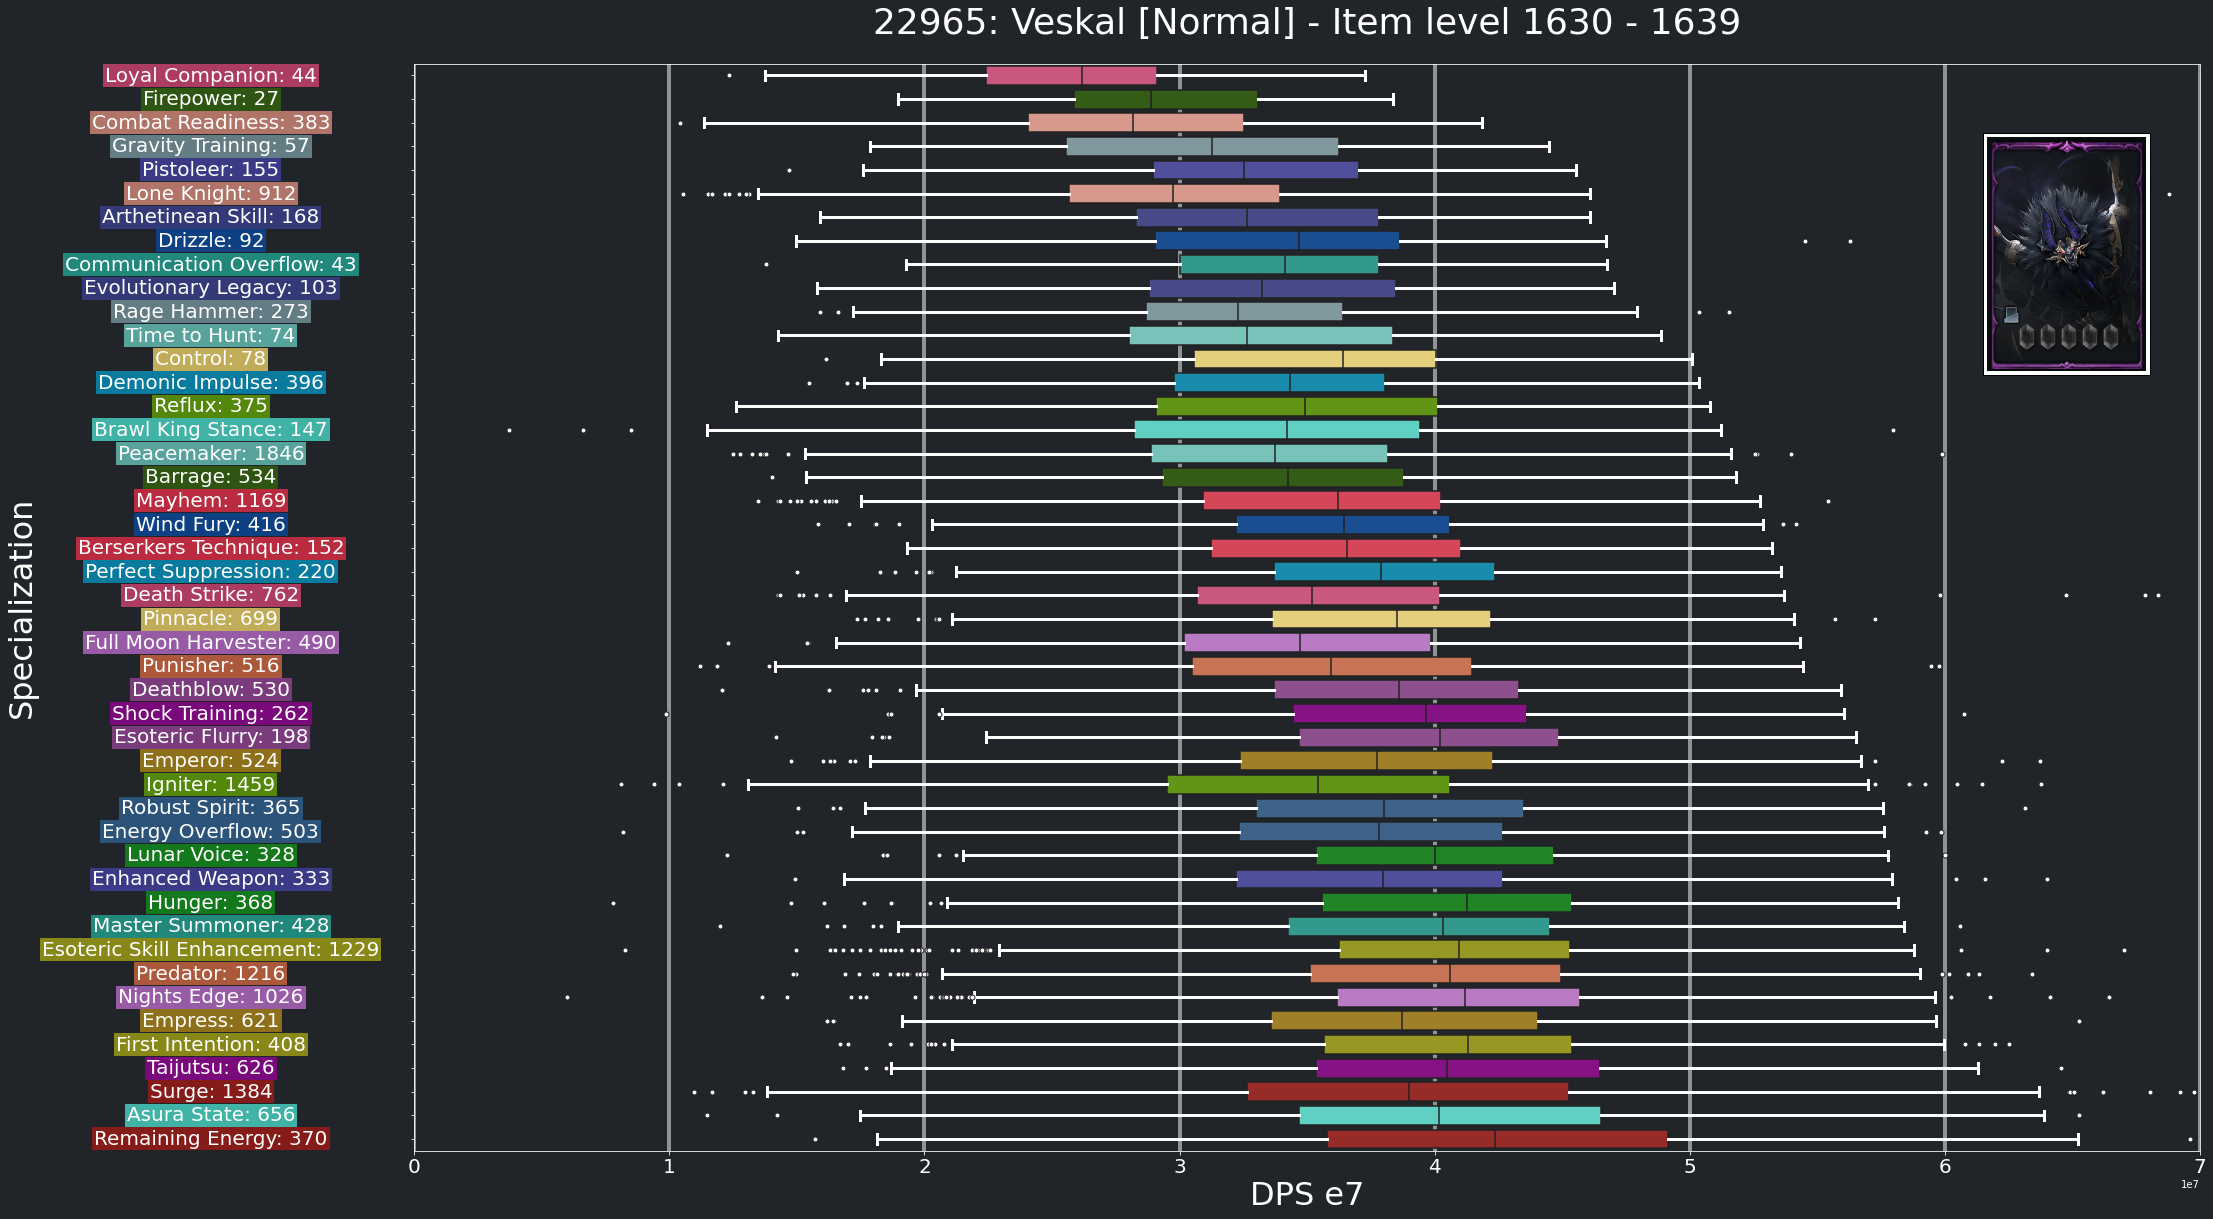 22965: Veskal [Normal] - Item level 1630 - 1639
Loyal Companion: 44
Firepower: 27
Combat Readiness: 383
Gravity Training: 57
Pistoleer: 155
Lone Knight: 912
Arthetinean Skill: 168
Drizzle: 92
Communication Overflow: 43
Evolutionary Legacy: 103
Rage Hammer: 273
Time to Hunt: 74
Control: 78
Demonic Impulse: 396
Reflux: 375
Brawl King Stance: 147
Peacemaker: 1846
Barrage: 534
Mayhem: 1169
Wind Fury: 416
Berserkers Technique: 152
Perfect Suppression: 220
Death Strike: 762
Pinnacle: 699
Full Moon Harvester: 490
Punisher: 516
Deathblow: 530
Shock Training: 262
Esoteric Flurry: 198
Emperor: 524
Igniter: 1459
Robust Spirit: 365
Energy Overflow: 503
Lunar Voice: 328
Enhanced Weapon: 333
Hunger: 368
Master Summoner: 428
Esoteric Skill Enhancement: 1229
Predator: 1216
Nights Edge: 1026
Empress: 621
First Intention: 408
Taijutsu: 626
Surge: 1384
Asura State: 656
Remaining Energy: 370
Specialization
0 1 2 3 4 5 6 7
1e7
DPS e7